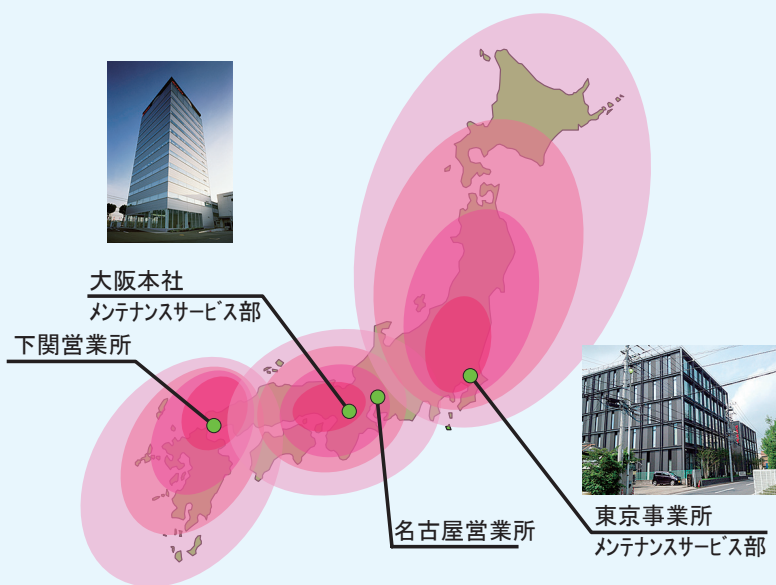 大阪本社
メンテナンスサービス部
下関営業所
名古屋営業所
東京事業所
メンテナンスサービス部